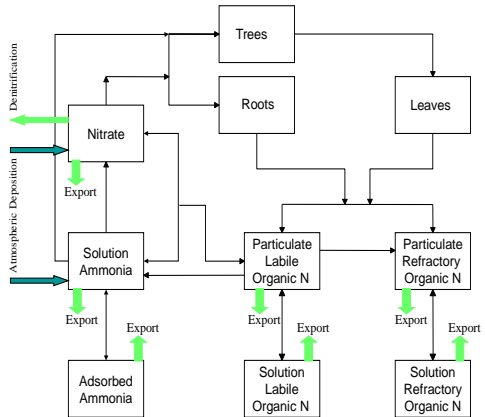 Trees
Denitrification
Roots
Leaves
Nitrate
Export
Atmospheric Deposition
Solution
Ammonia
Particulate
Labile
Organic N
Particulate
Refractory
Organic N
Export
Export
Export
Export
Export
Export
Adsorbed
Ammonia
Solution
Labile
Organic N
Solution
Refractory
Organic N